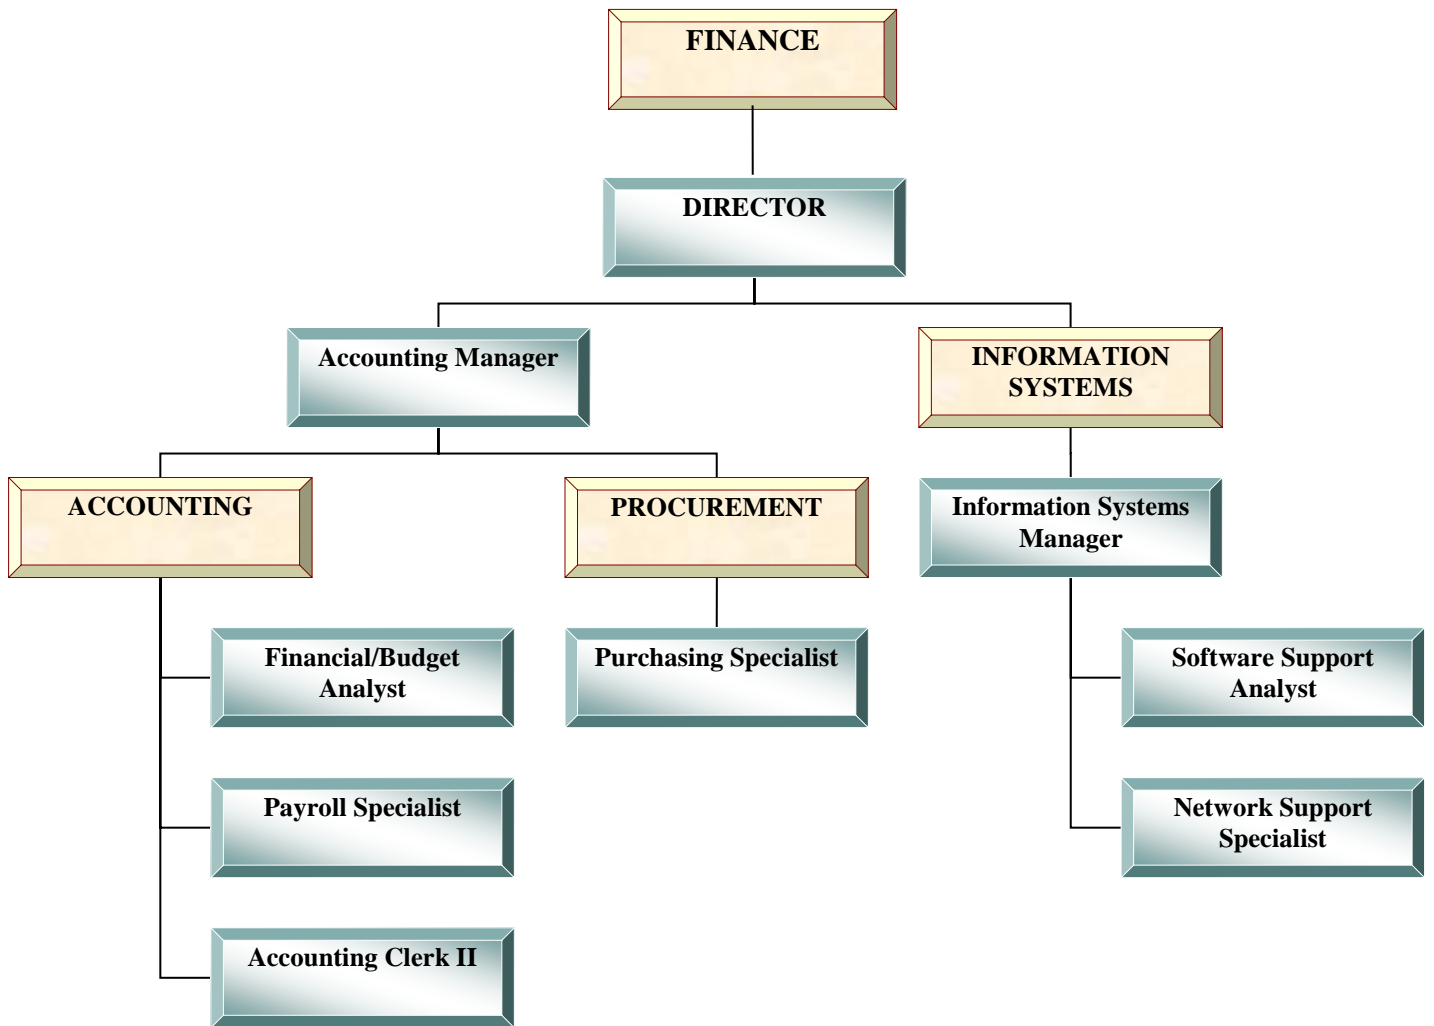 FINANCE
DIRECTOR
Accounting Manager
INFORMATION
SYSTEMS
ACCOUNTING
PROCUREMENT
Information Systems
Manager
Financial/Budget
Analyst
Purchasing Specialist
Software Support
Analyst
Payroll Specialist
Network Support
Specialist
Accounting Clerk II